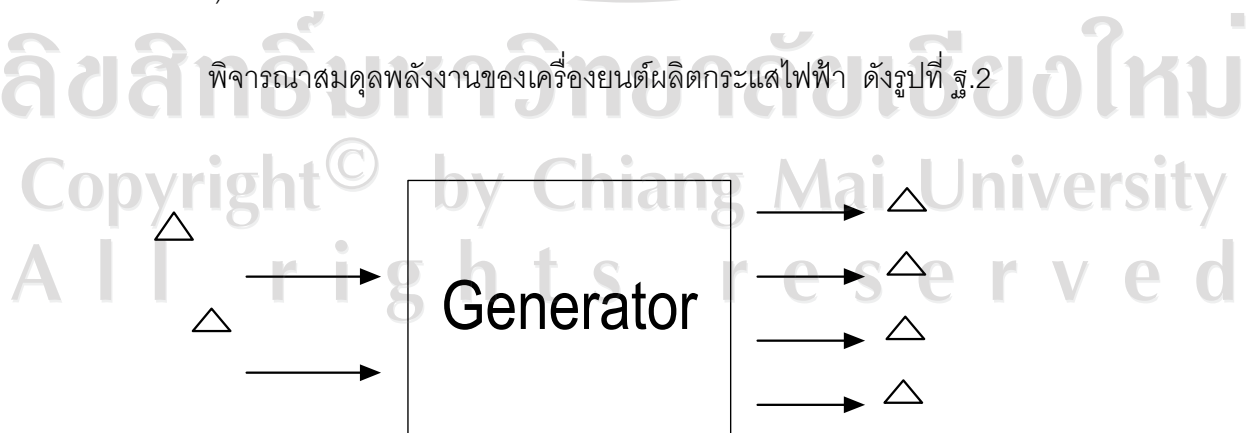 ลิขสิทธิ์มหาวิทยาลัยเชียงใหม่
พิจารณาสมดุลพลังงานของเครื่องยนต์ผลิตกระแสไฟฟ้า ดังรูปที่ ฐ.2
Copyright© by Chiang Mai University
All rights reserved
Generator